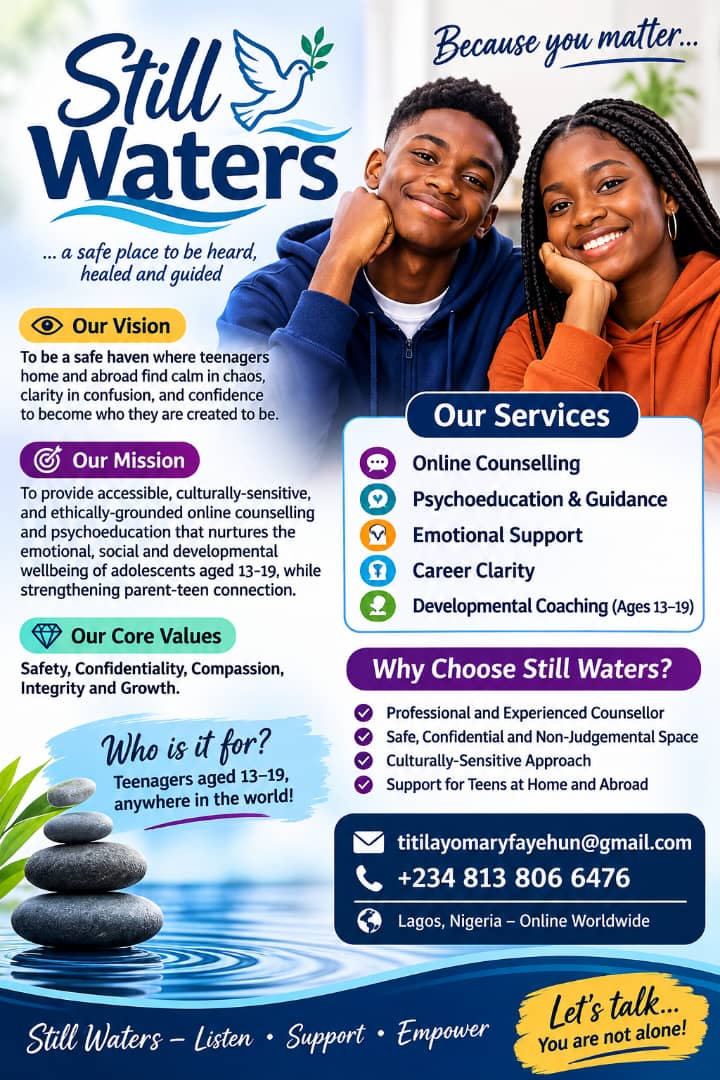 Still
Waters
... a safe place to be heard,
healed and guided
Because you matter...
Our Vision
To be a safe haven where teenagers
home and abroad find calm in chaos,
clarity in confusion, and confidence
to become who they are created to be.
Our Mission
To provide accessible, culturally-sensitive,
and ethically-grounded online counselling
and psychoeducation that nurtures the
emotional, social and developmental
wellbeing of adolescents aged 13-19, while
strengthening parent-teen connection.
Our Core Values
Safety, Confidentiality, Compassion,
Integrity and Growth.
Who is it for?
Teenagers aged 13–19,
anywhere in the world!
Our Services
Online Counselling
Psychoeducation & Guidance
Emotional Support
Career Clarity
Developmental Coaching (Ages 13–19)
Why Choose Still Waters?
Professional and Experienced Counsellor
Safe, Confidential and Non-Judgemental Space
Culturally-Sensitive Approach
Support for Teens at Home and Abroad
titilayomaryfayehun@gmail.com
+234 813 806 6476
Lagos, Nigeria – Online Worldwide
Still Waters – Listen • Support • Empower
Let's talk...
You are not alone!